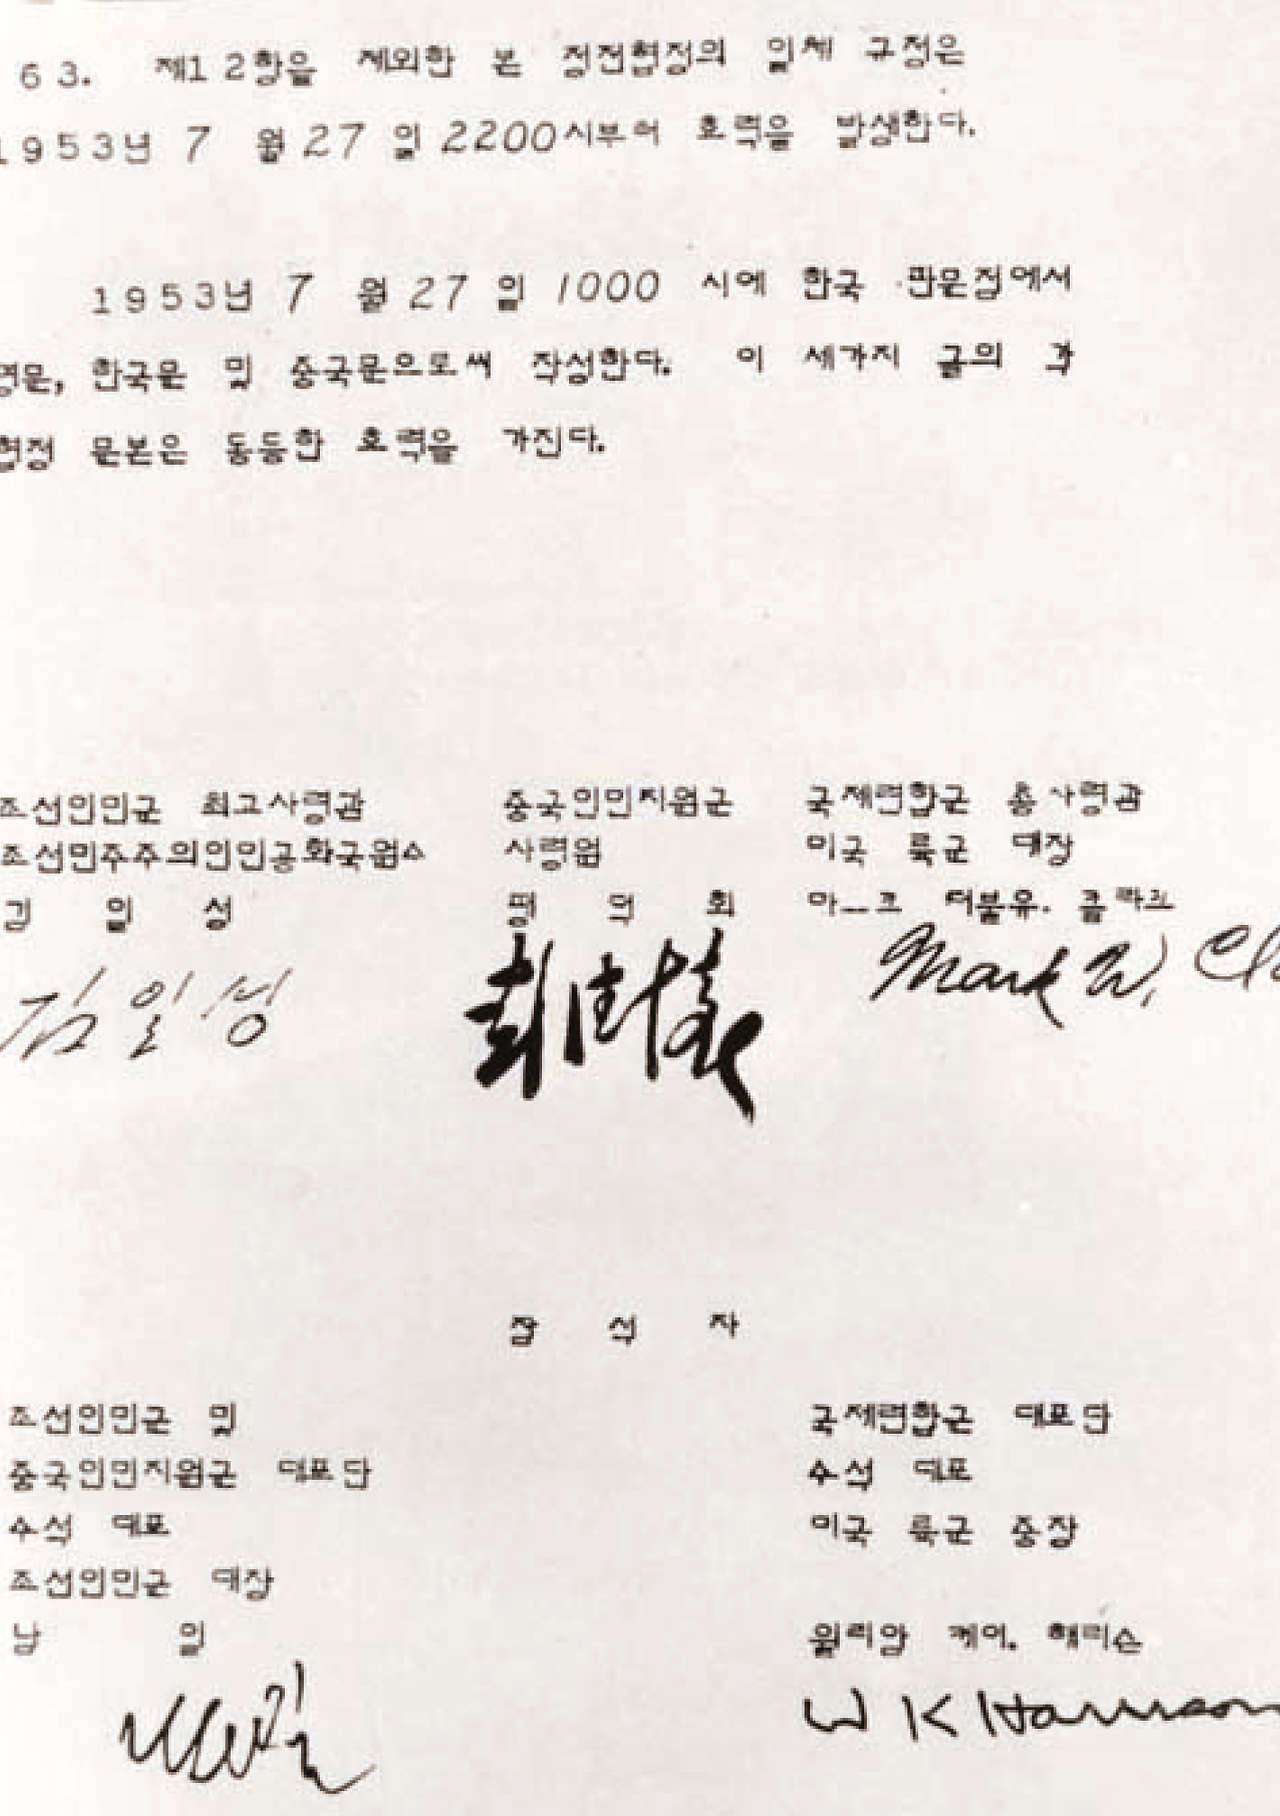 63. 제12항을 제외한 본 정전협정의 일체 규정은
1953년 7 월 27 일 2200시부터 효력을 발생한다.
1953년 7 월 27 일 1000 시에 한국 판문점에서
영문, 한국문 및 중국문으로써 작성한다. 이 세가지 글의 각
협정 문본은 동등한 효력을 가진다.
조선인민군 최고사령관 중국인민지원군 국제련합군 총사령관
조선민주주의인민공화국원수 사령원 미국 륙군 대장
김 일 성 펑 덕 회 마—크 더블유. 클라크
김일성 彭德懷 Mark W. Cla
참 석 자
조선인민군 및 국제련합군 대표단
중국인민지원군 대표단 수석 대표
수석 대표 미국 륙군 중장
조선인민군 대장
남 일 윌리암 케이. 해리슨
남일 W K Harrison